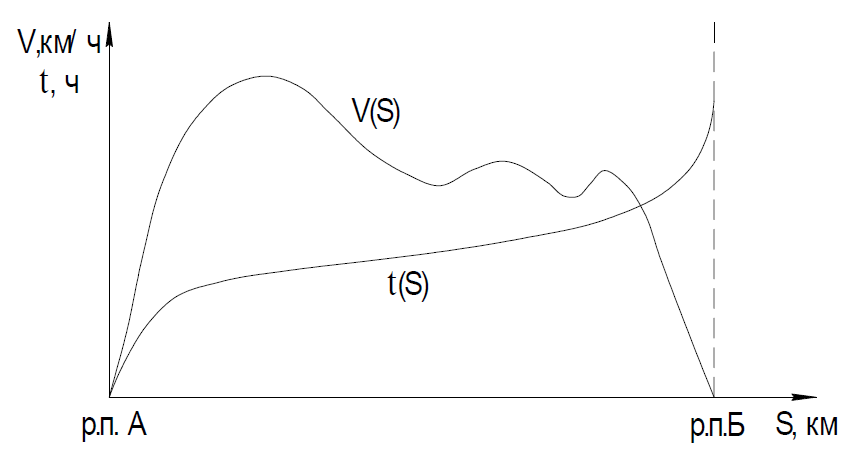 V,км/ ч
t, ч
V(S)
t(S)
р.п. А
р.п.Б
S, км